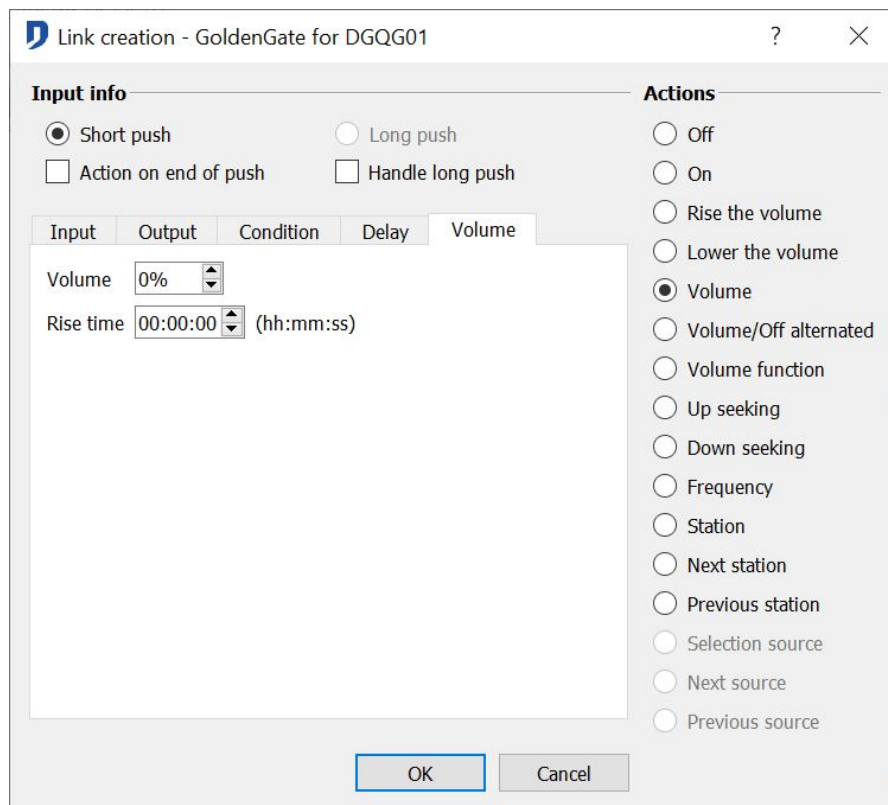 Link creation - GoldenGate for DGQG01
?
Input info
Short push
Long push
Action on end of push
Handle long push
Input
Output
Condition
Delay
Volume
Volume
0%
Rise time
00:00:00
(hh:mm:ss)
Actions
Off
On
Rise the volume
Lower the volume
Volume
Volume/Off alternated
Volume function
Up seeking
Down seeking
Frequency
Station
Next station
Previous station
Selection source
Next source
Previous source
OK
Cancel